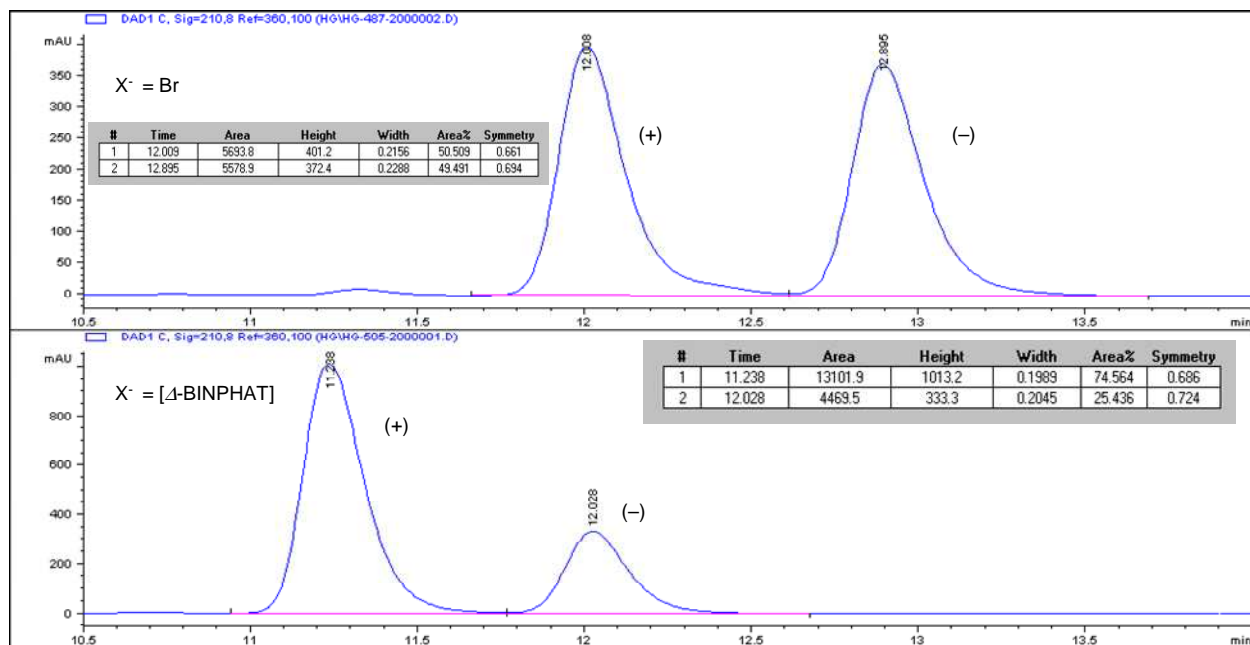 DAD1 C, Sig=210,8 Ref=360,100 (HG\HG-487-2000002.D)
mAU
12.008
12.895
350
300
250
200
150
100
50
0
X- = Br
(+)
(–)
# Time Area Height Width Area% Symmetry
1 12.009 5693.8 401.2 0.2156 50.509 0.661
2 12.895 5578.9 372.4 0.2288 49.491 0.694
10.5 11 11.5 12 12.5 13 13.5 min
DAD1 C, Sig=210,8 Ref=360,100 (HG\HG-505-2000001.D)
mAU
11.238
12.028
800
600
400
200
0
X- = [Δ-BINPHAT]
(+)
(–)
# Time Area Height Width Area% Symmetry
1 11.238 13101.9 1013.2 0.1989 74.564 0.686
2 12.028 4469.5 333.3 0.2045 25.436 0.724
10.5 11 11.5 12 12.5 13 13.5 min